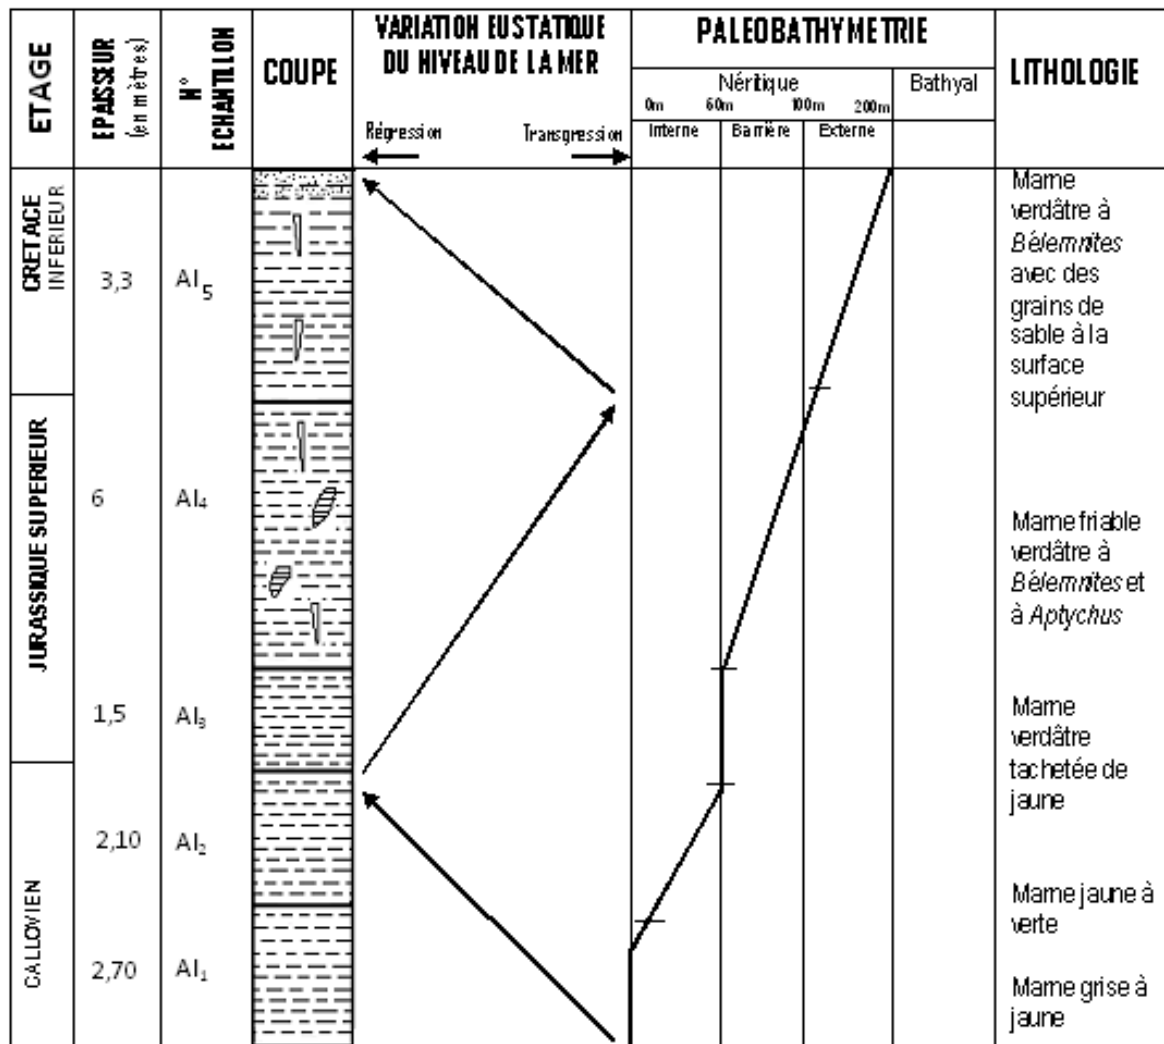 ETAGE
EPAISSEUR
(en mètres)
N°
ECHANTILLON
COUPE
VARIATION EUSTATIQUE
DU NIVEAU DE LA MER
Régression
Transgression
PALEOBATHYMETRIE
Néritique
Bathyal
0m
60m
100m
200m
Interne
Barrière
Externe
LITHOLOGIE
CRETACE
INFERIEUR
3,3
Al5
Marne
verdâtre à
Bélemnites
avec des
grains de
sable à la
surface
supérieur
JURASSIQUE SUPERIEUR
6
Al4
Marne friable
verdâtre à
Bélemnites et
à Aptychus
1,5
Al3
Marne
verdâtre
tachetée de
jaune
CALLOVIEN
2,10
Al2
Marne jaune à
verte
2,70
Al1
Marne grise à
jaune